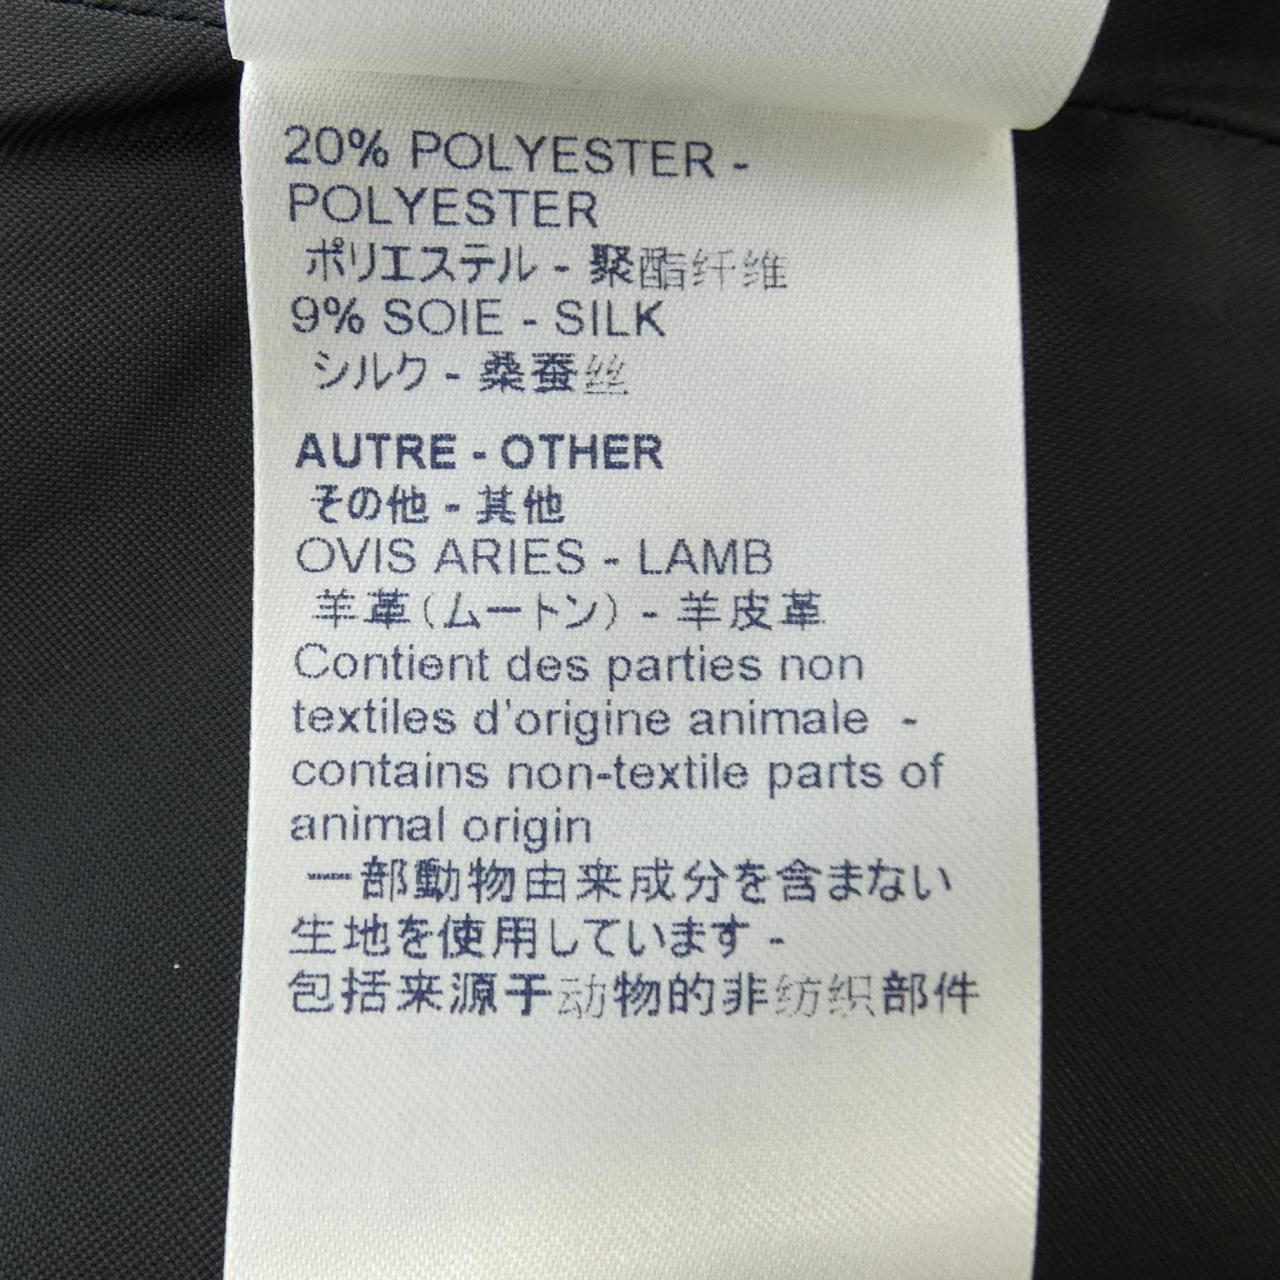 20% POLYESTER -
POLYESTER
ポリエステル - 聚酯纤维
9% SOIE - SILK
シルク - 桑蚕丝
AUTRE - OTHER
その他 - 其他
OVIS ARIES - LAMB
羊革(ムートン) - 羊皮革
Contient des parties non
textiles d'origine animale -
contains non-textile parts of
animal origin
一部動物由来成分を含まない
生地を使用しています -
包括来源于动物的非纺织部件